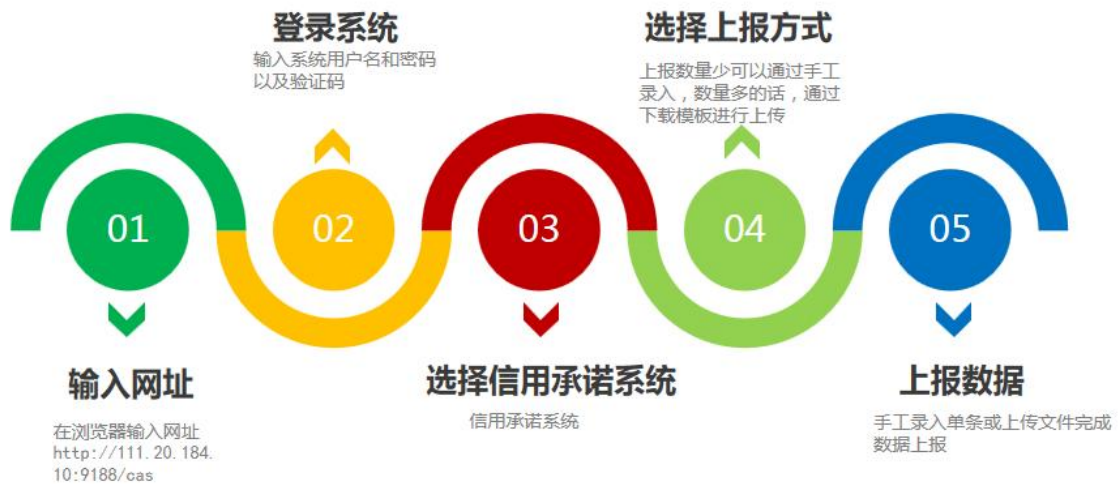 登录系统
输入系统用户名和密码
以及验证码
选择上报方式
上报数量少可以通过手工
录入，数量多的话，通过
下载模板进行上传
01
02
03
04
05
输入网址
在浏览器输入网址
http://111.20.184.
10:9188/cas
选择信用承诺系统
信用承诺系统
上报数据
手工录入单条或上传文件完成
数据上报